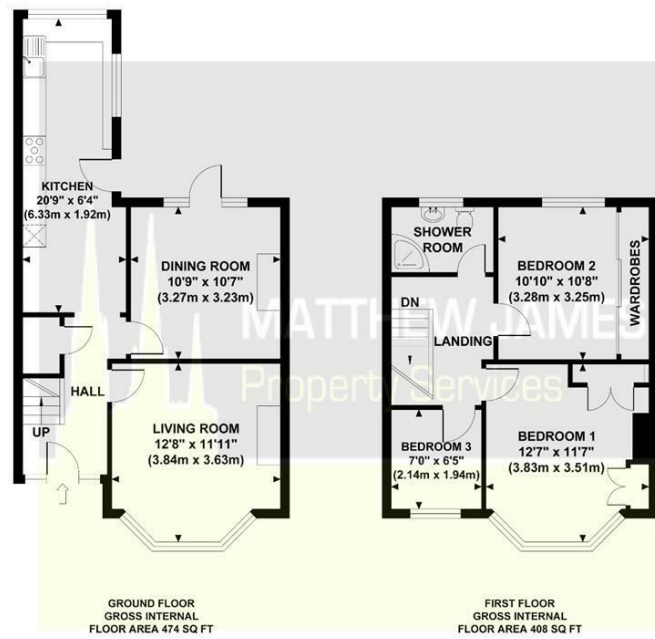 KITCHEN
20'9" x 6'4"
(6.33m x 1.92m)
DINING ROOM
10'9" x 10'7"
(3.27m x 3.23m)
HALL
UP
LIVING ROOM
12'8" x 11'11"
(3.84m x 3.63m)
GROUND FLOOR
GROSS INTERNAL
FLOOR AREA 474 SQ FT
SHOWER
ROOM
BEDROOM 2
10'10" x 10'8"
(3.28m x 3.25m)
WARDROBES
DN
LANDING
BEDROOM 3
7'0" x 6'5"
(2.14m x 1.94m)
BEDROOM 1
12'7" x 11'7"
(3.83m x 3.51m)
FIRST FLOOR
GROSS INTERNAL
FLOOR AREA 408 SQ FT
MATTHEW JAMES
Property Services